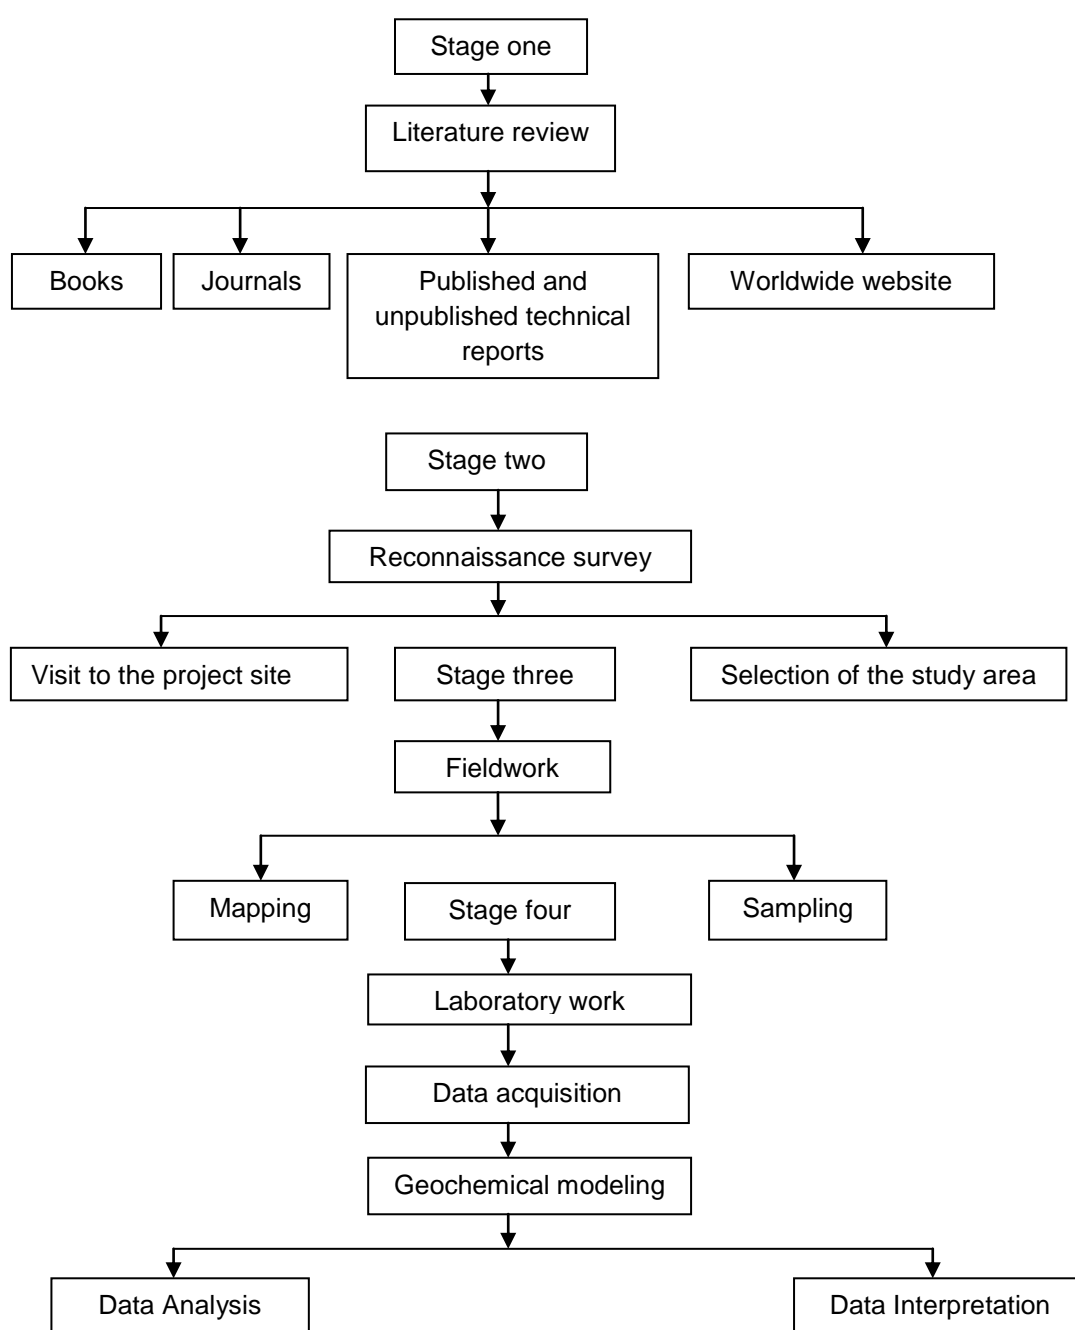 Stage one
Literature review
Books
Journals
Published and
unpublished technical
reports
Worldwide website
Stage two
Reconnaissance survey
Visit to the project site
Stage three
Selection of the study area
Fieldwork
Mapping
Stage four
Sampling
Laboratory work
Data acquisition
Geochemical modeling
Data Analysis
Data Interpretation